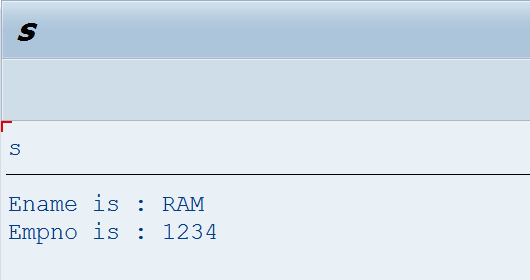 s
s
Ename is : RAM
Empno is : 1234